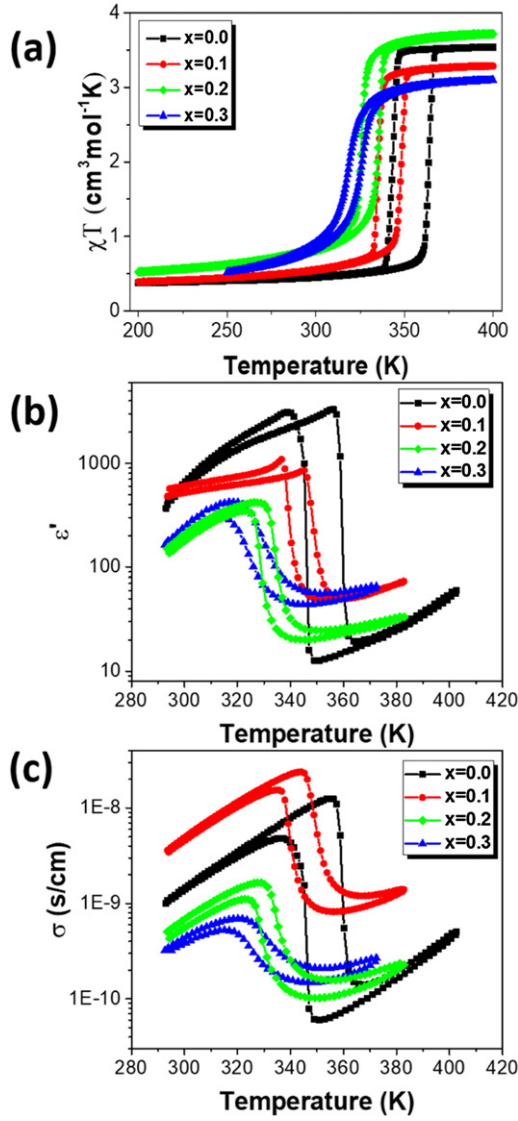 (a)
x=0.0
x=0.1
x=0.2
x=0.3
χT (cm³mol⁻¹K)
4
3
2
1
0
200 250 300 350 400
Temperature (K)
(b)
x=0.0
x=0.1
x=0.2
x=0.3
ε'
1000
100
10
280 300 320 340 360 380 400 420
Temperature (K)
(c)
x=0.0
x=0.1
x=0.2
x=0.3
σ (s/cm)
1E-8
1E-9
1E-10
280 300 320 340 360 380 400 420
Temperature (K)